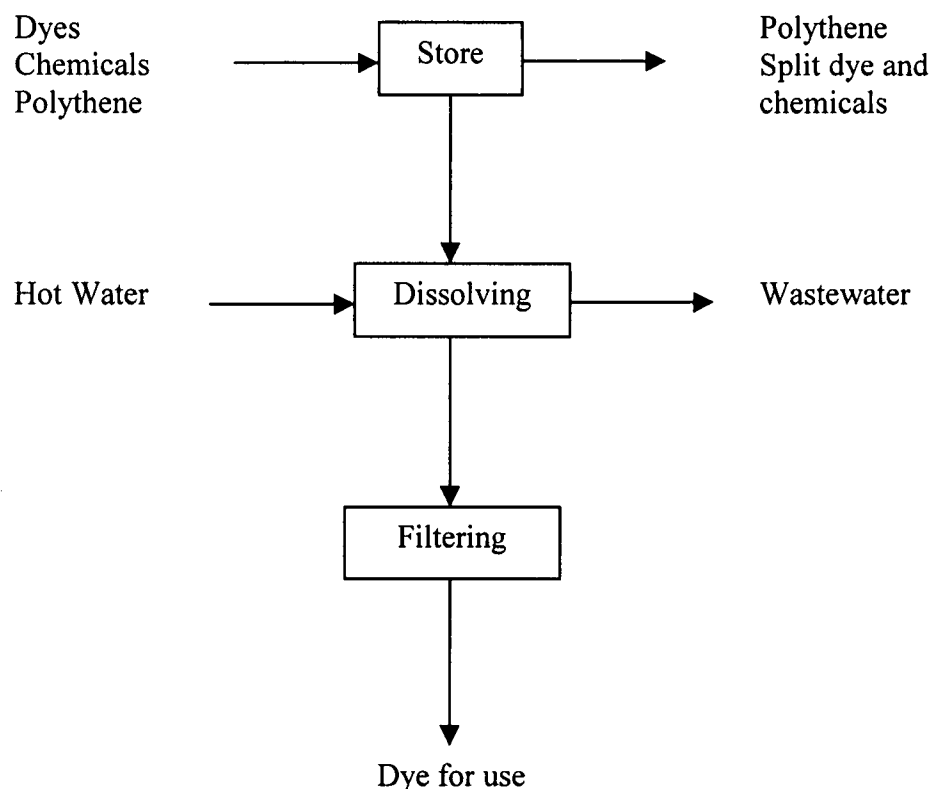 Dyes
Chemicals
Polythene
Store
Polythene
Split dye and
chemicals
Hot Water
Dissolving
Wastewater
Filtering
Dye for use